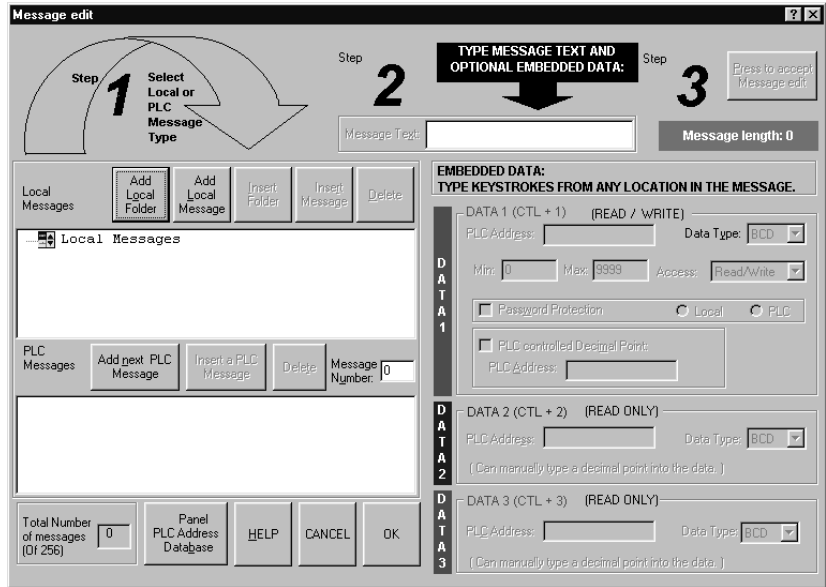 Message edit
Step 1
Select
Local or
PLC
Message
Type
Step 2
TYPE MESSAGE TEXT AND
OPTIONAL EMBEDDED DATA:
Message Text:
Step 3
Press to accept
Message edit
Message length: 0
Local
Messages
Add
Local
Folder
Add
Local
Message
Insert
Folder
Insert
Message
Delete
Local Messages
PLC
Messages
Add next PLC
Message
Insert a PLC
Message
Delete
Message
Number: 0
Total Number
of messages
(Of 256)
0
Panel
PLC Address
Database
HELP
CANCEL
OK
EMBEDDED DATA:
TYPE KEYSTROKES FROM ANY LOCATION IN THE MESSAGE.
DATA 1
DATA 1 (CTL + 1) (READ / WRITE)
PLC Address: Data Type: BCD
Min: 0 Max: 9999 Access: Read/Write
Password Protection Local PLC
PLC controlled Decimal Point:
PLC Address:
DATA 2
DATA 2 (CTL + 2) (READ ONLY)
PLC Address: Data Type: BCD
( Can manually type a decimal point into the data. )
DATA 3
DATA 3 (CTL + 3) (READ ONLY)
PLC Address: Data Type: BCD
( Can manually type a decimal point into the data. )